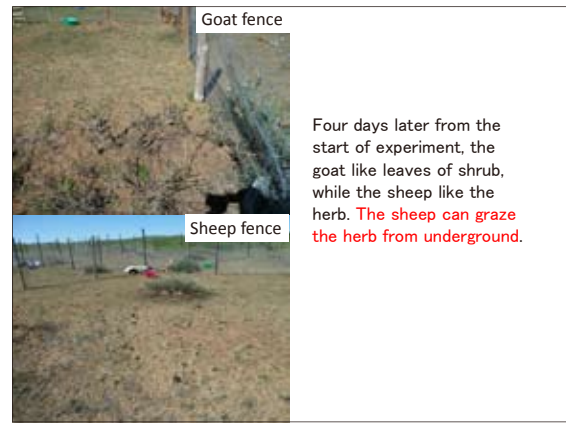 Goat fence
Four days later from the
start of experiment, the
goat like leaves of shrub,
while the sheep like the
herb. The sheep can graze
the herb from underground.
Sheep fence